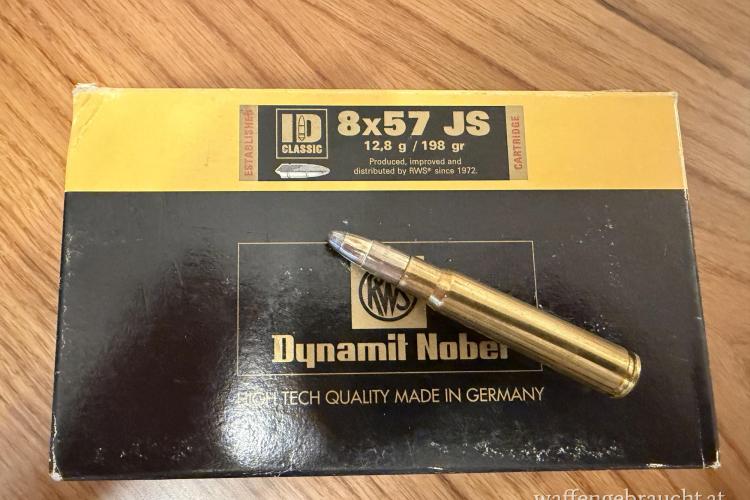 ESTABLISHED
ID
CLASSIC
8x57 JS
12,8 g / 198 gr
Produced, improved and
distributed by RWS® since 1972.
CARTRIDGE
RWS
Dynamit Nobel
HIGH TECH QUALITY MADE IN GERMANY
waffengebraucht.at